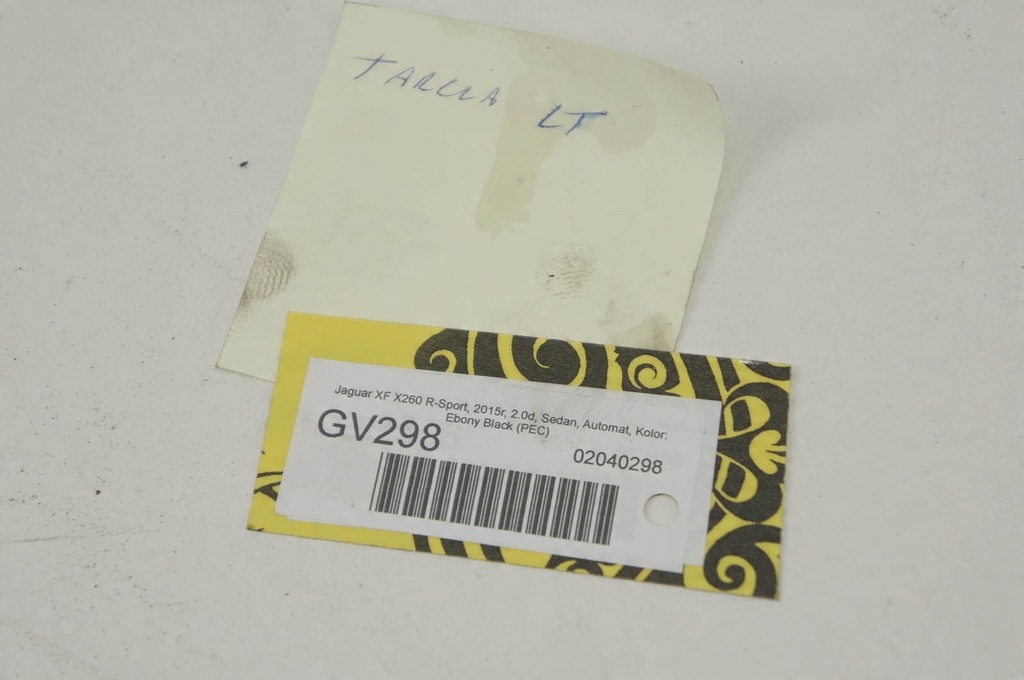 TARCZA LT
Jaguar XF X260 R-Sport, 2015r, 2.0d, Sedan, Automat, Kolor:
Ebony Black (PEC)
GV298
02040298